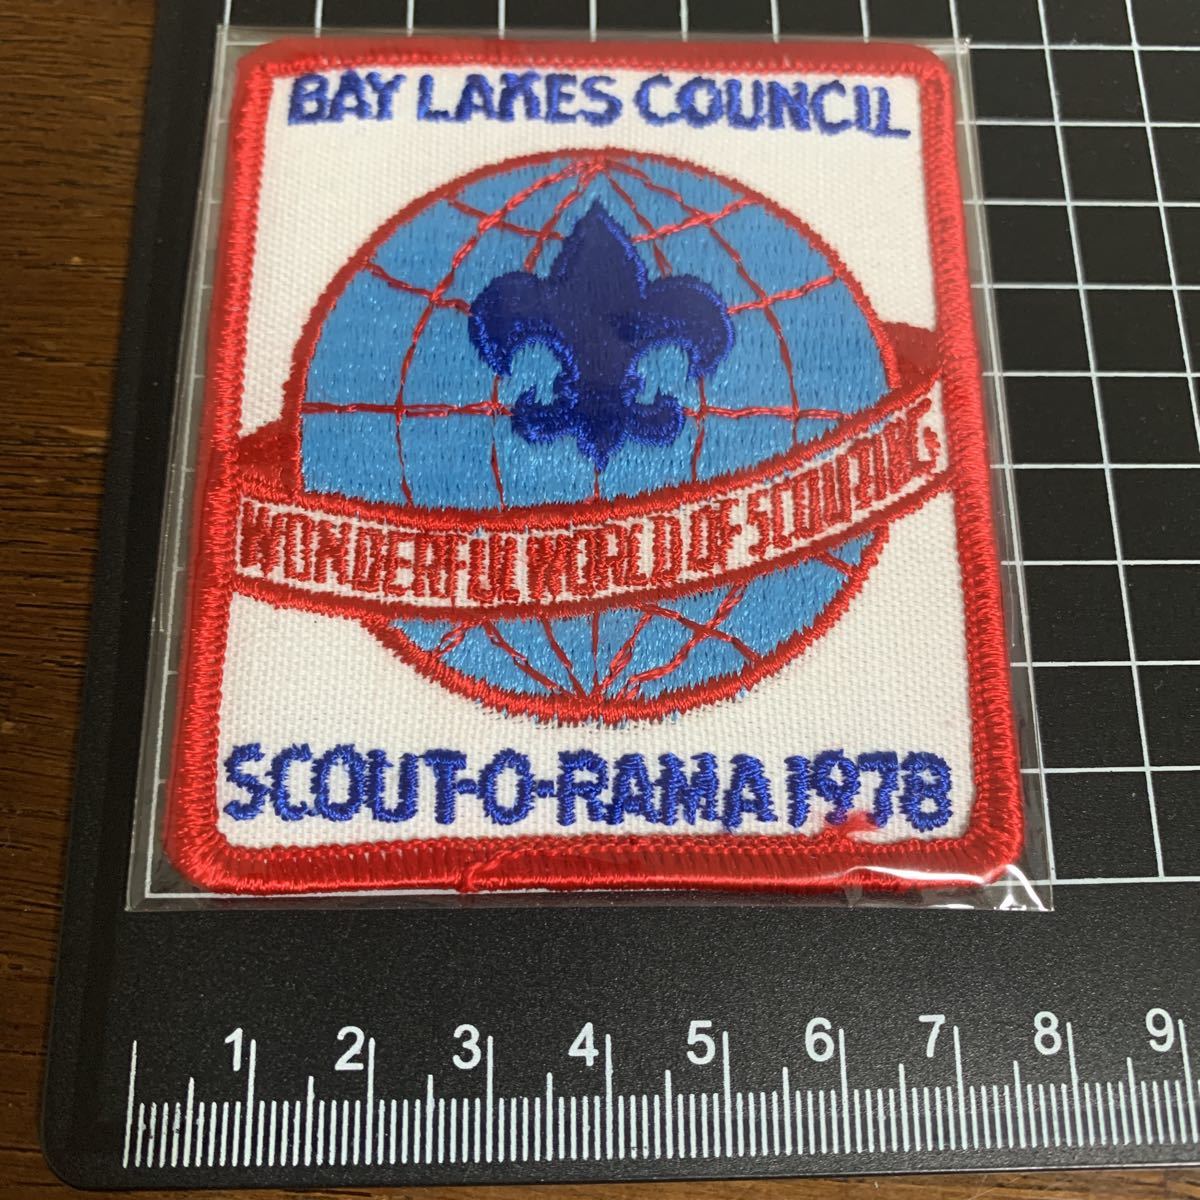 BAY LAKES COUNCIL
WONDERFUL WORLD OF SCOUTING
SCOUT-O-RAMA 1978
1 2 3 4 5 6 7 8 9